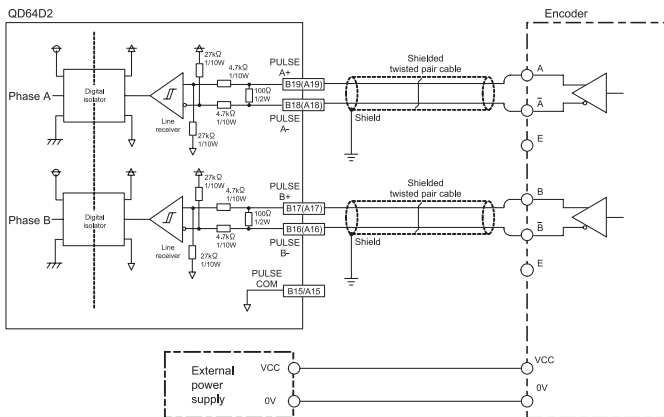 QD64D2
Encoder
27kΩ
1/10W
4.7kΩ
1/10W
PULSE
A+
Phase A
Digital
isolator
Line
receiver
100Ω
1/2W
B19(A19)
B18(A18)
4.7kΩ
1/10W
27kΩ
1/10W
PULSE
A-
Shielded
twisted pair cable
Shield
A
A̅
E
27kΩ
1/10W
4.7kΩ
1/10W
PULSE
B+
Phase B
Digital
isolator
Line
receiver
100Ω
1/2W
B17(A17)
B16(A16)
4.7kΩ
1/10W
27kΩ
1/10W
PULSE
B-
Shielded
twisted pair cable
Shield
B
B̅
E
PULSE
COM
B15/A15
External
power
supply
VCC
0V
VCC
0V